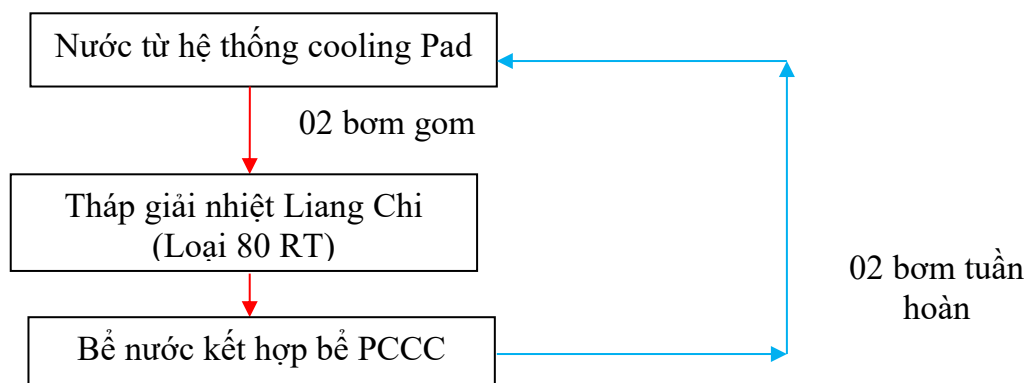 Nước từ hệ thống cooling Pad
02 bơm gom
Tháp giải nhiệt Liang Chi
(Loại 80 RT)
02 bơm tuần
hoàn
Bể nước kết hợp bể PCCC